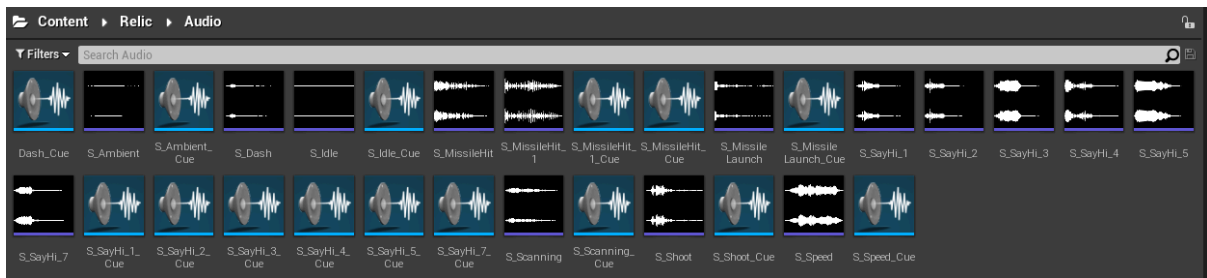 Content Relic Audio
Filters Search Audio
Dash_Cue
S_Ambient
S_Ambient_
Cue
S_Dash
S_Idle
S_Idle_Cue
S_MissileHit
S_MissileHit_
1
S_MissileHit_
1_Cue
S_MissileHit_
Cue
S_Missile
Launch
S_Missile
Launch_Cue
S_SayHi_1
S_SayHi_2
S_SayHi_3
S_SayHi_4
S_SayHi_5
S_SayHi_7
S_SayHi_1_
Cue
S_SayHi_2_
Cue
S_SayHi_3_
Cue
S_SayHi_4_
Cue
S_SayHi_5_
Cue
S_SayHi_7_
Cue
S_Scanning
S_Scanning_
Cue
S_Shoot
S_Shoot_Cue
S_Speed
S_Speed_Cue